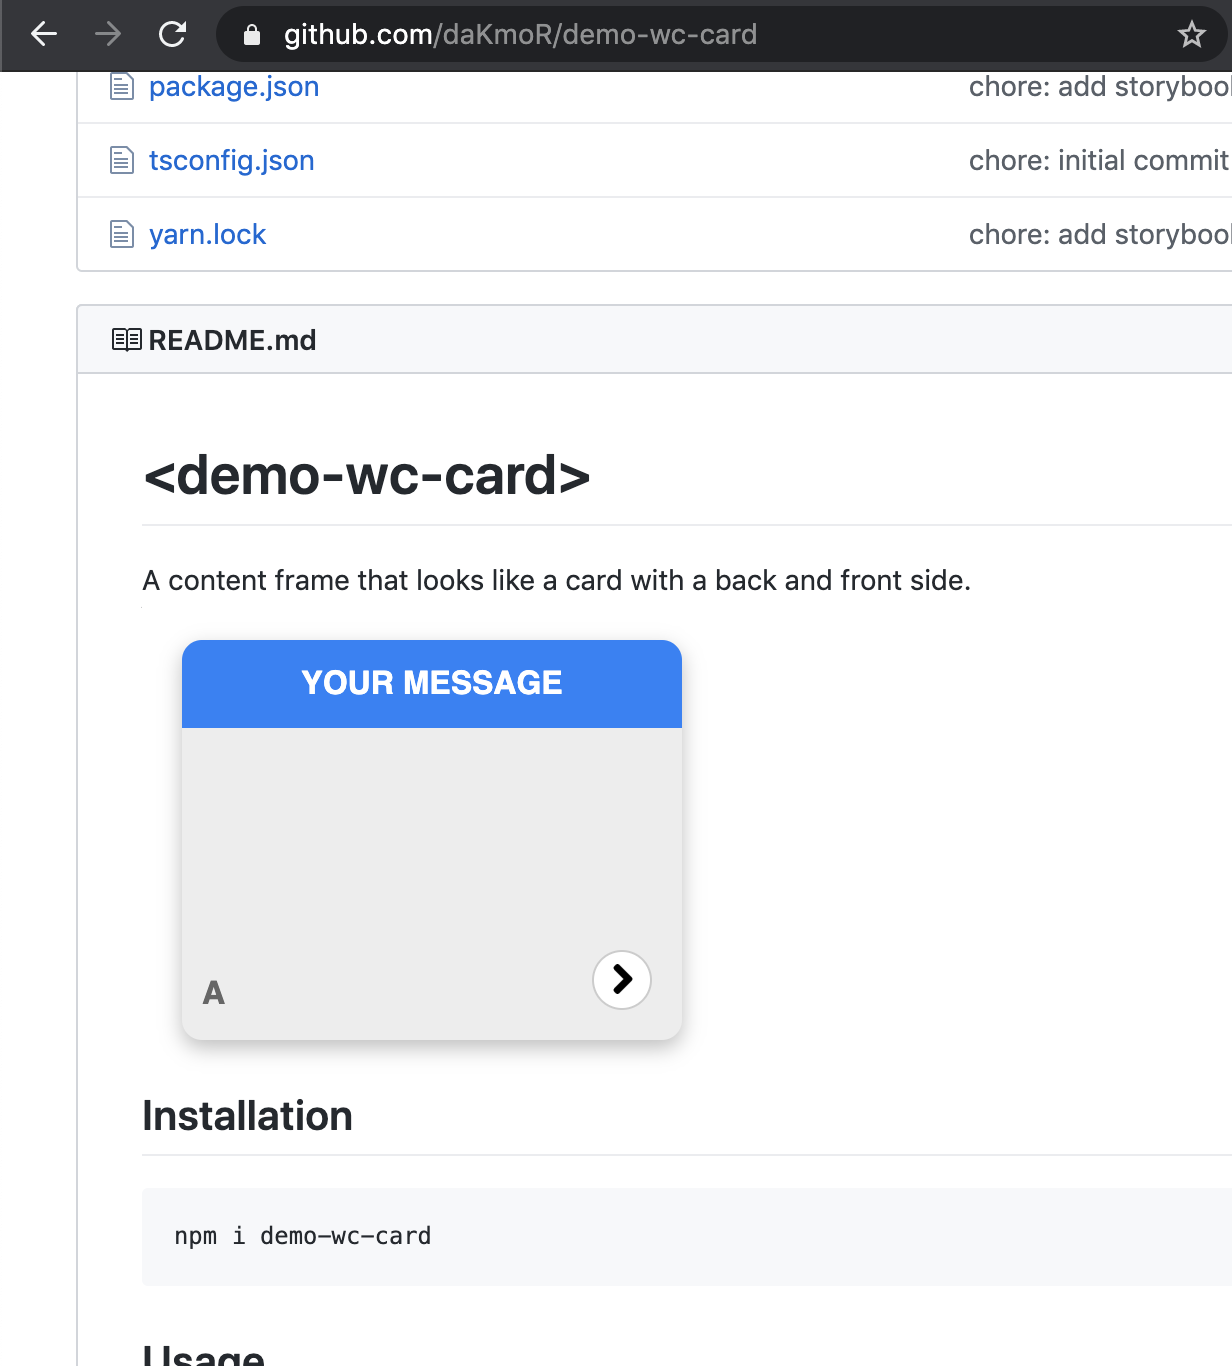 github.com/daKmoR/demo-wc-card
package.json chore: add storyboo
tsconfig.json chore: initial commit
yarn.lock chore: add storyboo
README.md
<demo-wc-card>
A content frame that looks like a card with a back and front side.
YOUR MESSAGE
A
Installation
npm i demo-wc-card
Usage